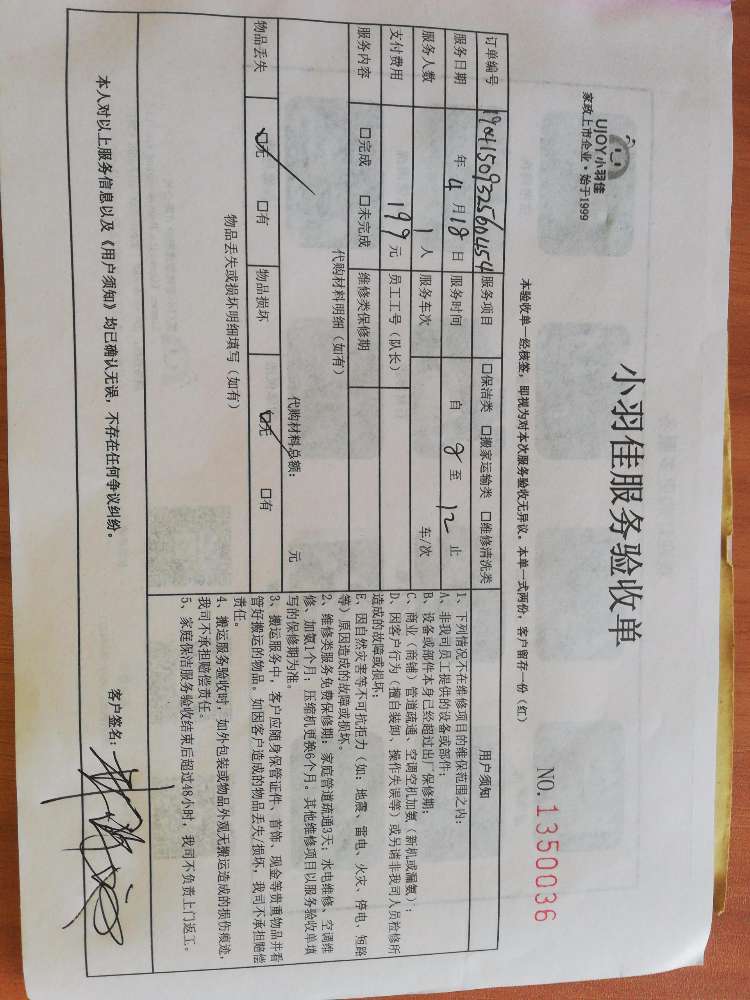 UJOY小羽佳
家政上市企业·始于1999
小羽佳服务验收单
NO. 1350036
本验收单一经核签，即视为对本次服务验收无异议。本单一式两份，客户留存一份（红）
订单编号 1904150932560454 服务项目 □保洁类 □搬家运输类 □维修清洗类
服务日期 年 4 月 18 日 服务时间 自 8 至 12 止
服务人数 1 人 服务车次 车/次
支付费用 199 元 员工工号（队长）
服务内容 □完成 □未完成 维修类保修期
代购材料明细（如有）
代购材料总额： 元
物品丢失 ☑无 □有 物品损坏 ☑无 □有
物品丢失或损坏明细填写（如有）
用户须知
1、下列情况不在维修项目的维保范围之内：
A、非我司员工提供的设备或部件；
B、设备或部件本身已经超过出厂保修期；
C、商业（商铺）管道疏通、空调空机加氨（新机或漏氨）；
D、因客户行为（擅自装卸、操作失误等）或另请非我司人员检修所
造成的故障或损坏；
E、因自然灾害等不可抗拒力（如：地震、雷电、火灾、停电、短路
等）原因造成的故障或损坏。
2、维修类服务免费保修期：家庭管道疏通3天；水电维修、空调维
修、加氨1个月；压缩机更换6个月。其他维修项目以服务验收单填
写的保修期为准。
3、搬运服务中，客户应随身保管证件、首饰、现金等贵重物品并看
管好搬运的物品。如因客户造成的物品丢失/损坏，我司不承担赔偿
责任。
4、搬运服务验收时，如外包装或物品外观无搬运造成的损伤痕迹，
我司不承担赔偿责任。
5、家庭保洁服务验收结束后超过48小时，我司不负责上门返工。
本人对以上服务信息以及《用户须知》均已确认无误，不存在任何争议纠纷。
客户签名：